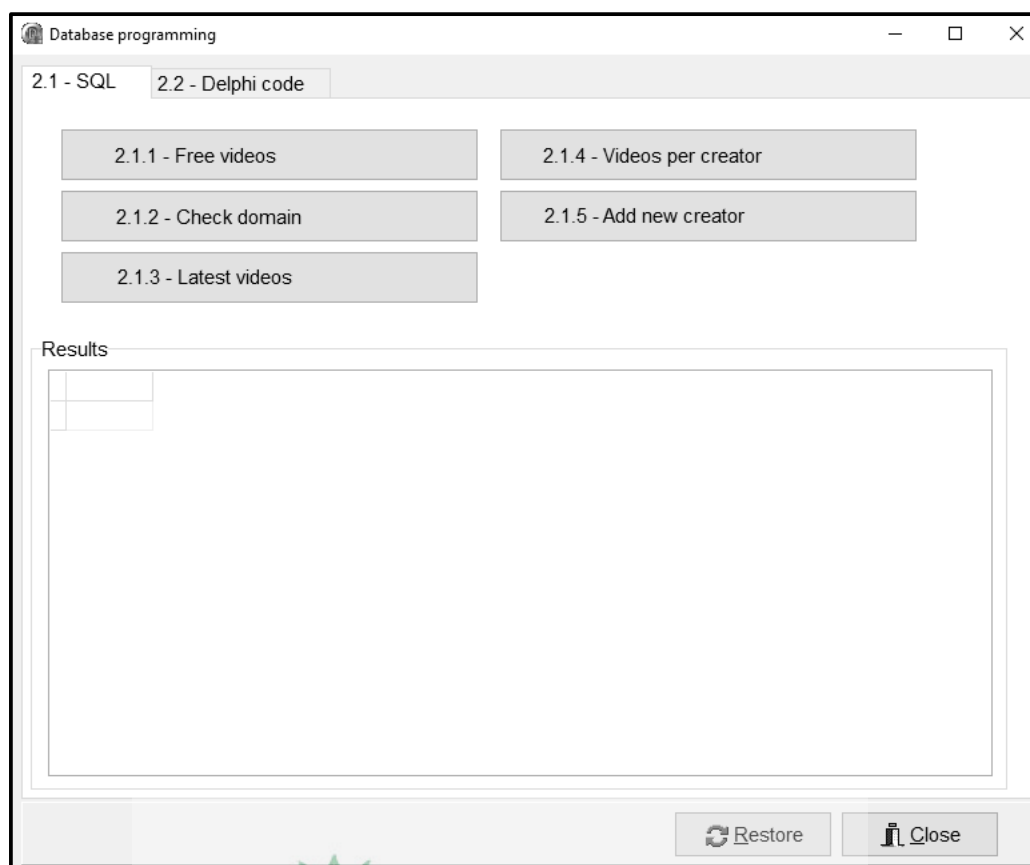 Database programming
2.1 - SQL
2.2 - Delphi code
2.1.1 - Free videos
2.1.4 - Videos per creator
2.1.2 - Check domain
2.1.5 - Add new creator
2.1.3 - Latest videos
Results
Restore
Close